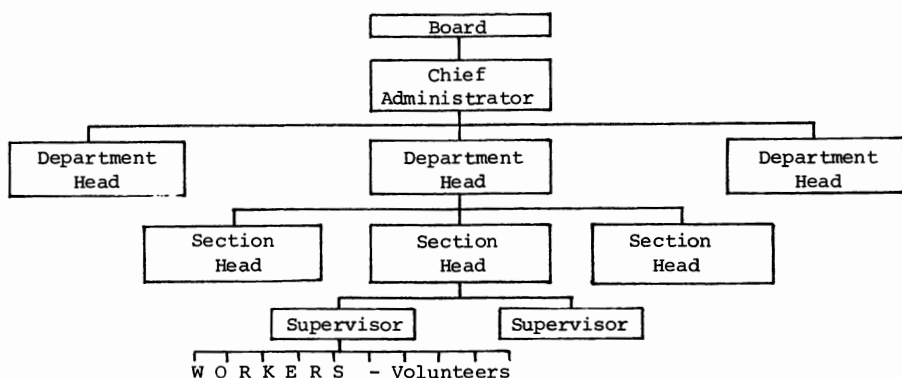 Board
Chief
Administrator
Department
Head
Department
Head
Department
Head
Section
Head
Section
Head
Section
Head
Supervisor
Supervisor
W O R K E R S - Volunteers